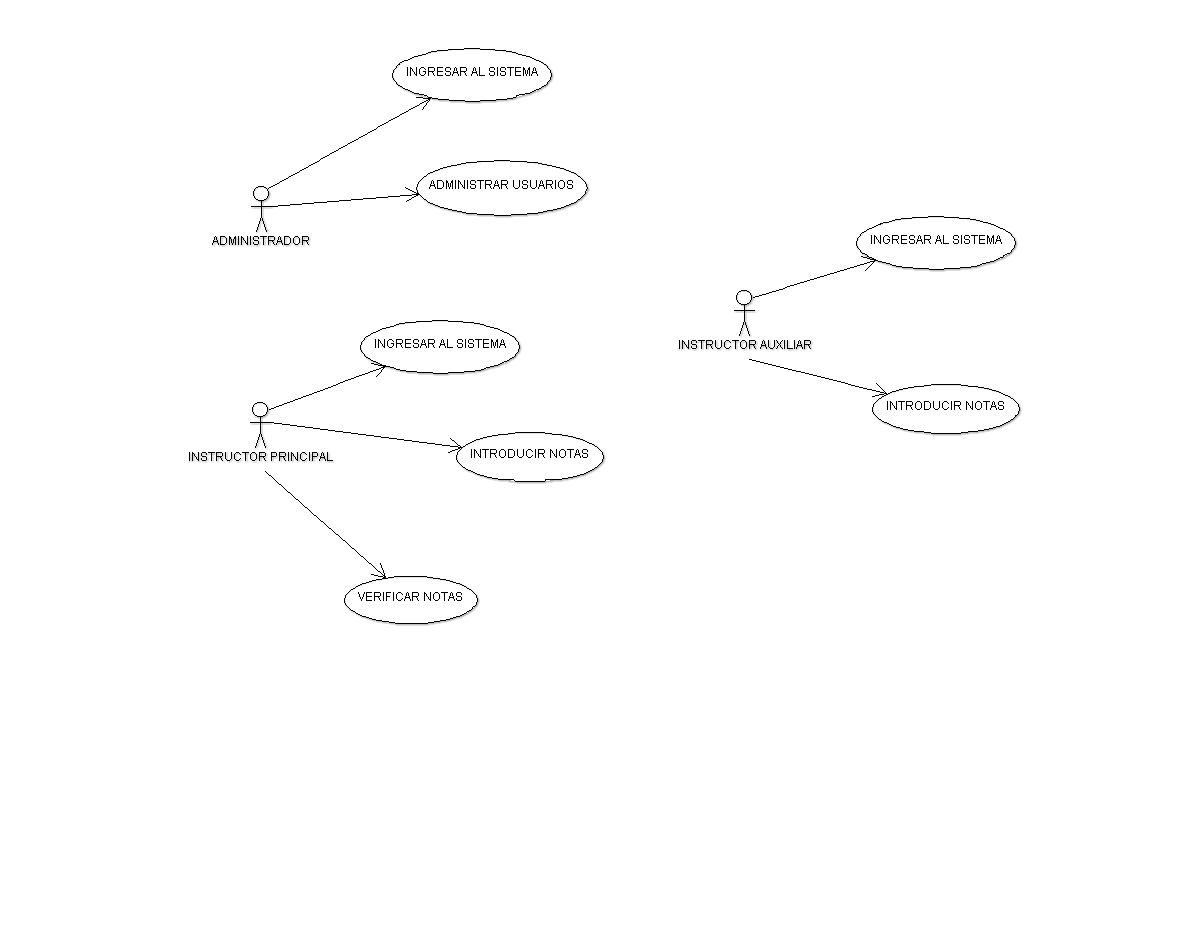 INGRESAR AL SISTEMA
ADMINISTRAR USUARIOS
ADMINISTRADOR
INGRESAR AL SISTEMA
INSTRUCTOR AUXILIAR
INTRODUCIR NOTAS
INGRESAR AL SISTEMA
INTRODUCIR NOTAS
INSTRUCTOR PRINCIPAL
VERIFICAR NOTAS